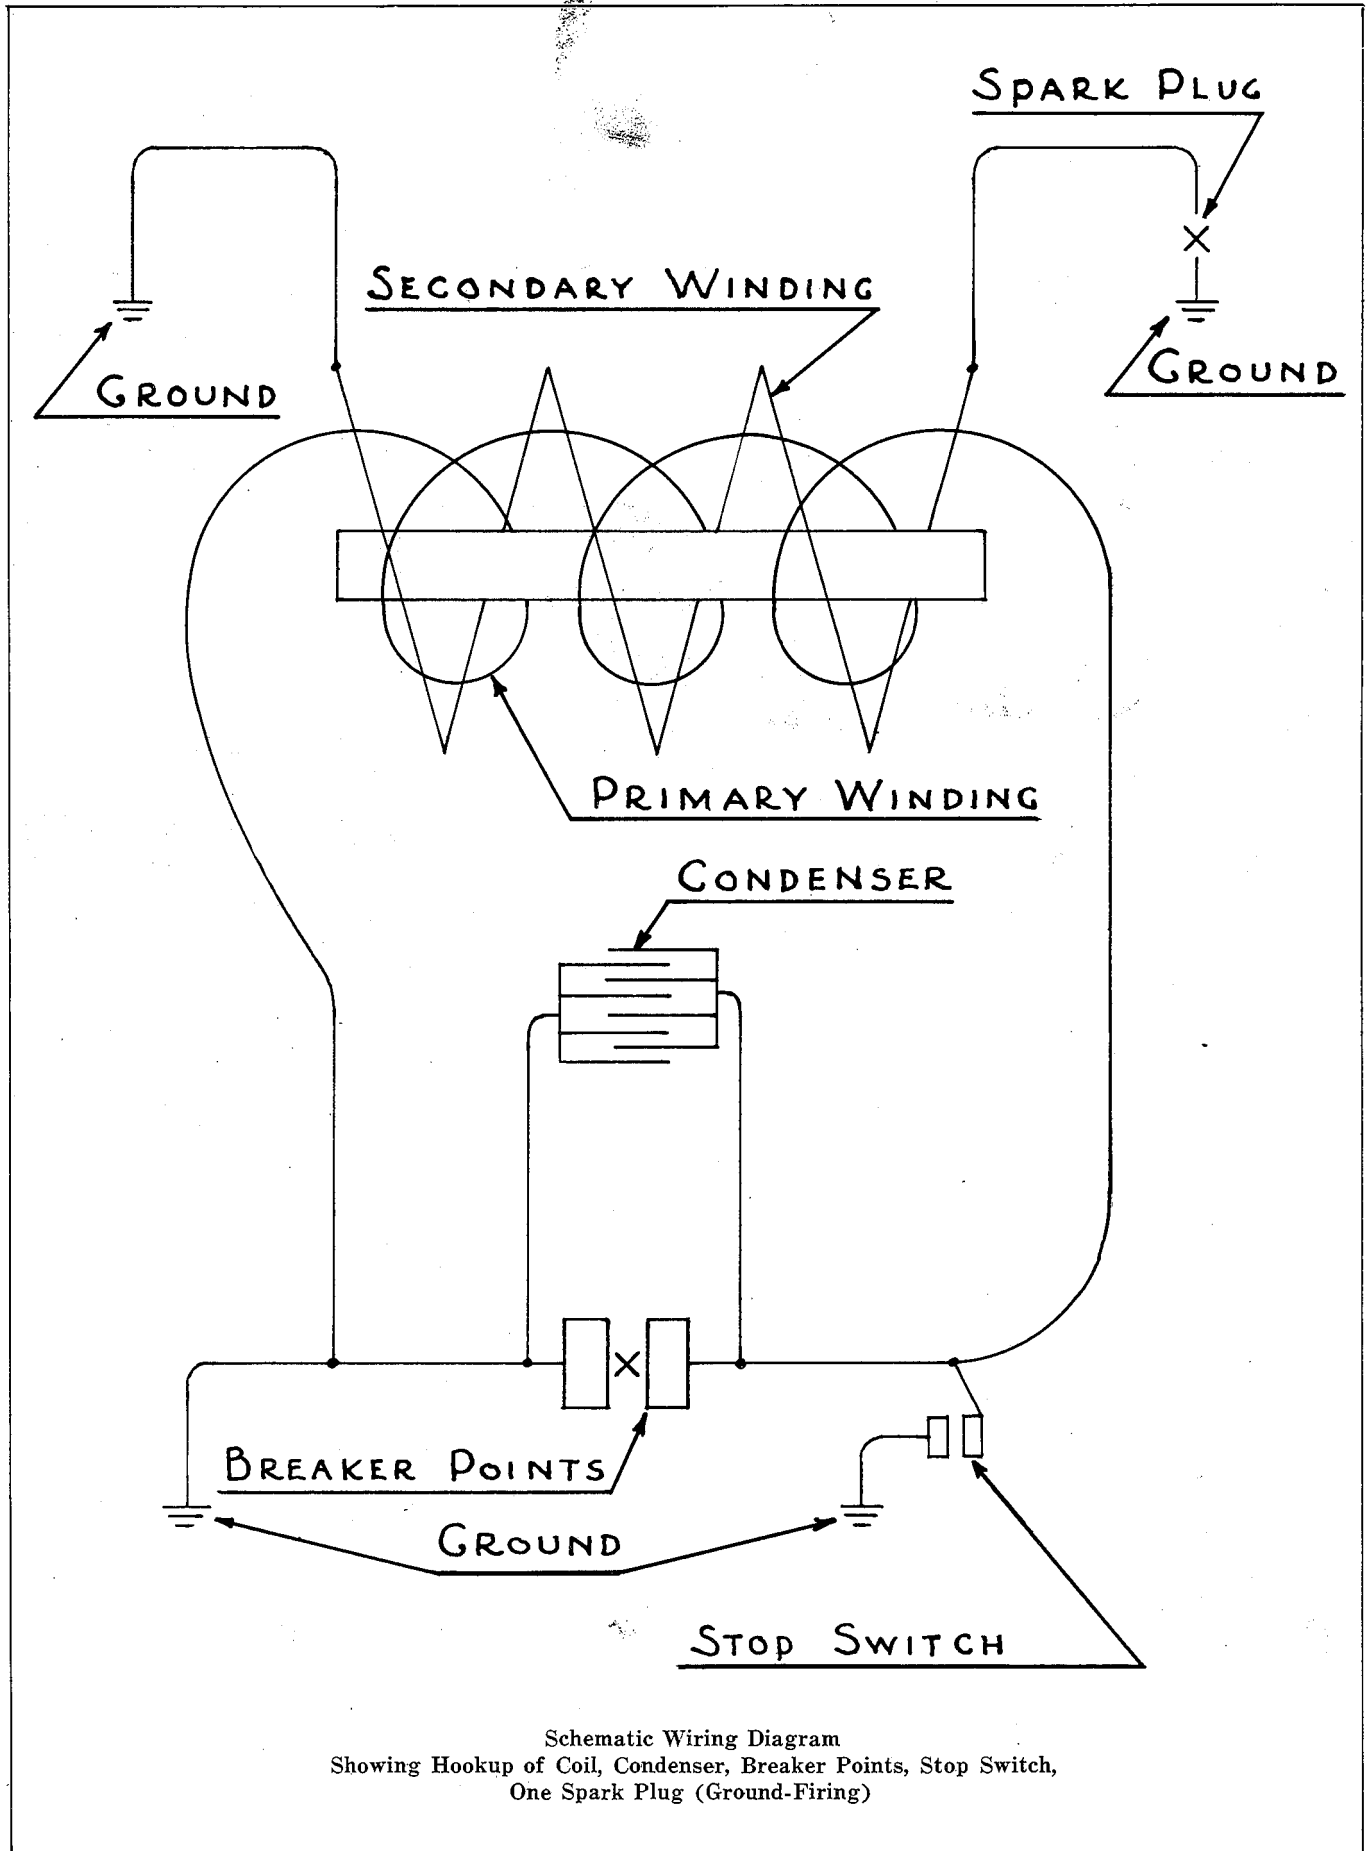 SPARK PLUG
SECONDARY WINDING
GROUND
GROUND
PRIMARY WINDING
CONDENSER
BREAKER POINTS
GROUND
STOP SWITCH
Schematic Wiring Diagram
Showing Hookup of Coil, Condenser, Breaker Points, Stop Switch,
One Spark Plug (Ground-Firing)